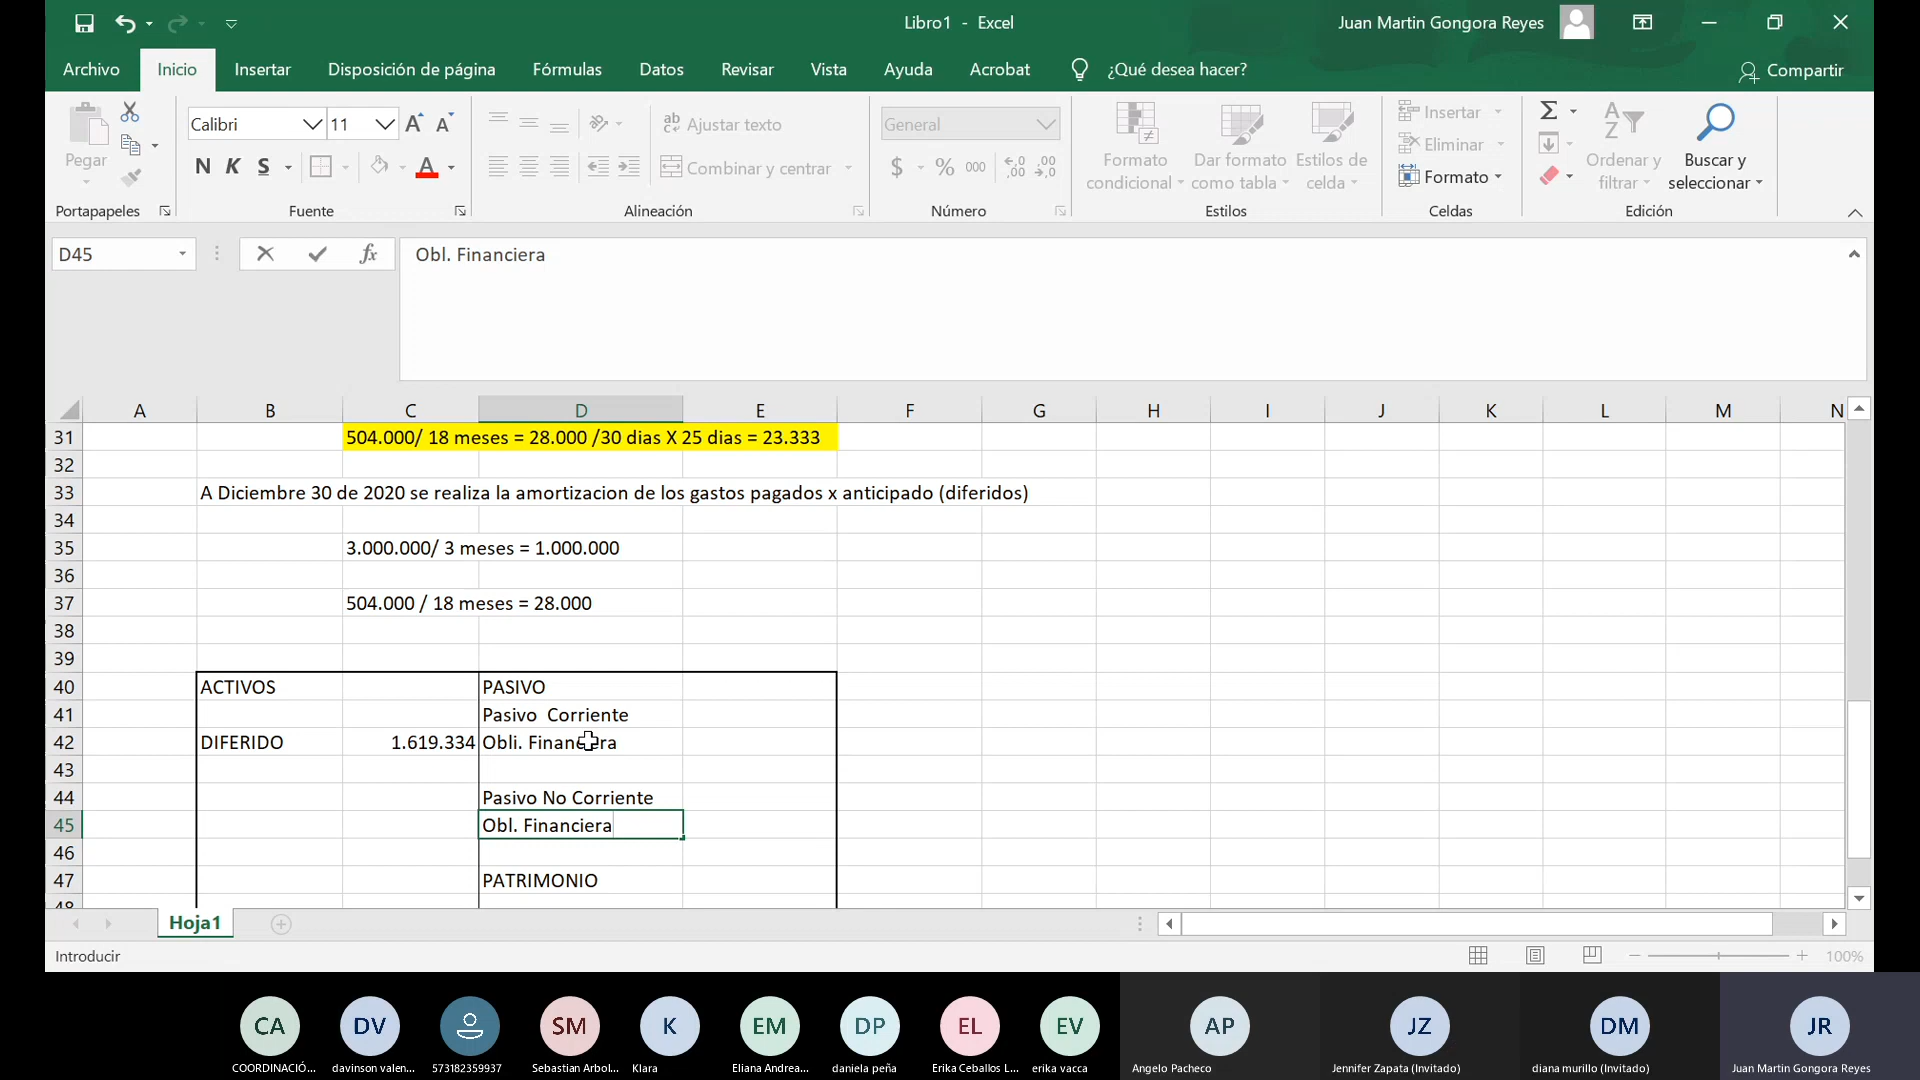 Libro1 - Excel
Juan Martin Gongora Reyes
Archivo
Inicio
Insertar
Disposición de página
Fórmulas
Datos
Revisar
Vista
Ayuda
Acrobat
¿Qué desea hacer?
Compartir
Pegar
Calibri
11
N K S
Ajustar texto
Combinar y centrar
General
$ % 000
Formato condicional
Dar formato como tabla
Estilos de celda
Insertar
Eliminar
Formato
Ordenar y filtrar
Buscar y seleccionar
Portapapeles
Fuente
Alineación
Número
Estilos
Celdas
Edición
D45
fx
Obl. Financiera
A B C D E F G H I J K L M N
31 504.000/ 18 meses = 28.000 /30 dias X 25 dias = 23.333
32
33 A Diciembre 30 de 2020 se realiza la amortizacion de los gastos pagados x anticipado (diferidos)
34
35 3.000.000/ 3 meses = 1.000.000
36
37 504.000 / 18 meses = 28.000
38
39
40 ACTIVOS PASIVO
41 Pasivo  Corriente
42 DIFERIDO 1.619.334 Obli. Financiera
43
44 Pasivo No Corriente
45 Obl. Financiera
46
47 PATRIMONIO
48
Hoja1
Introducir
100%
CA DV SM K EM DP EL EV AP JZ DM JR
COORDINACIÓ...
davinson valen...
573182359937
Sebastian Arbol...
Klara
Eliana Andrea...
daniela peña
Erika Ceballos L...
erika vacca
Angelo Pacheco
Jennifer Zapata (Invitado)
diana murillo (Invitado)
Juan Martin Gongora Reyes